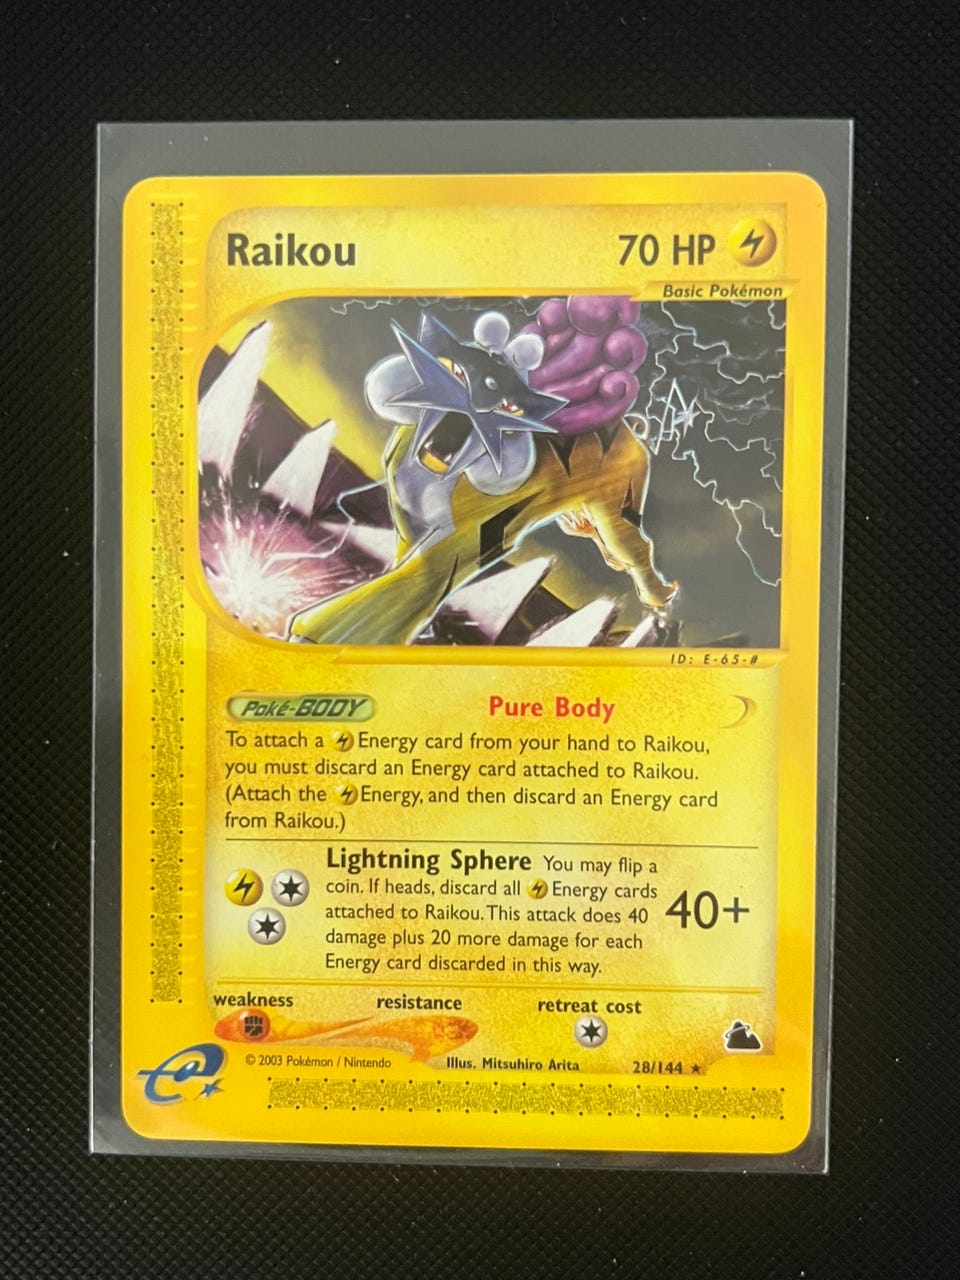 Raikou
70 HP
Basic Pokémon
ID: E-65-#
Poké-BODY
Pure Body
To attach a Energy card from your hand to Raikou,
you must discard an Energy card attached to Raikou.
(Attach the Energy, and then discard an Energy card
from Raikou.)
Lightning Sphere You may flip a
coin. If heads, discard all Energy cards
attached to Raikou. This attack does 40
damage plus 20 more damage for each
Energy card discarded in this way.
40+
weakness
resistance
retreat cost
© 2003 Pokémon / Nintendo
Illus. Mitsuhiro Arita
28/144 ★
e